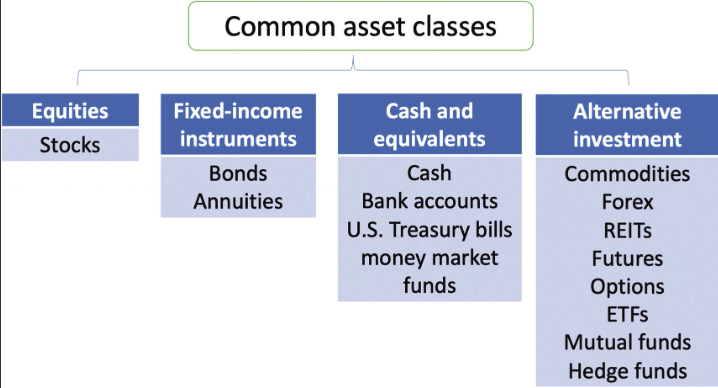 Common asset classes
Equities
Stocks
Fixed-income
instruments
Bonds
Annuities
Cash and
equivalents
Cash
Bank accounts
U.S. Treasury bills
money market
funds
Alternative
investment
Commodities
Forex
REITs
Futures
Options
ETFs
Mutual funds
Hedge funds